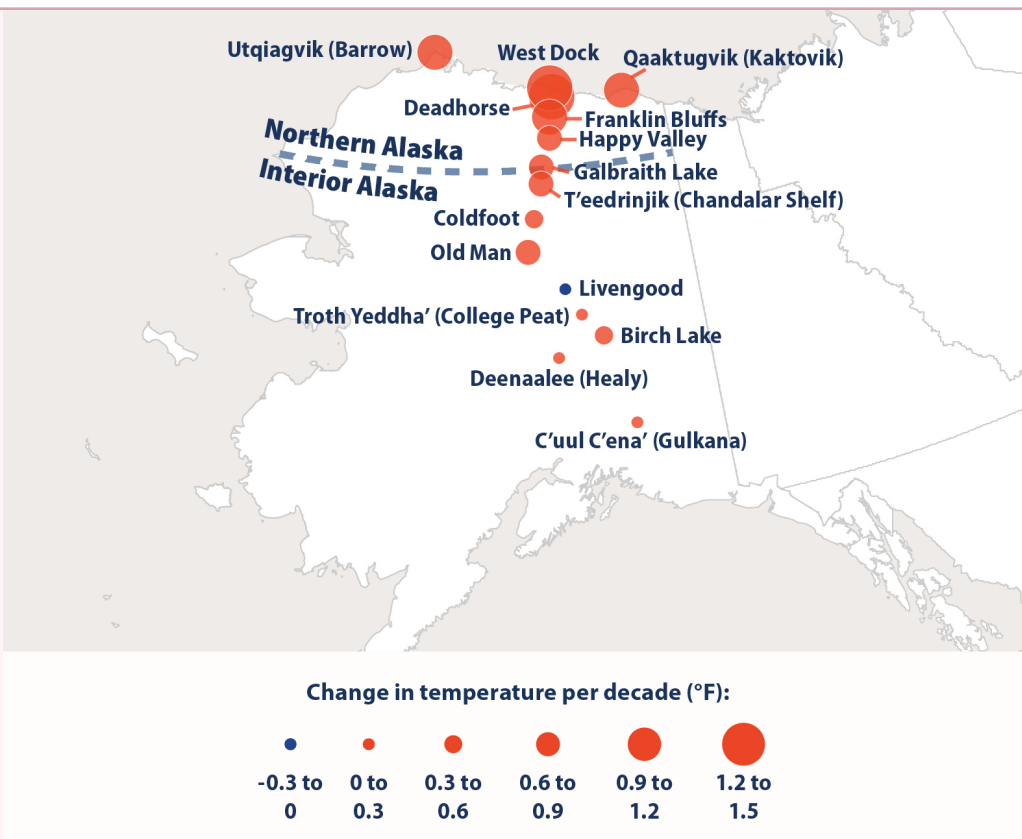 Utqiagvik (Barrow)
West Dock
Qaaktugvik (Kaktovik)
Deadhorse
Franklin Bluffs
Happy Valley
Northern Alaska
Interior Alaska
Galbraith Lake
T’eedrinjik (Chandalar Shelf)
Coldfoot
Old Man
Livengood
Troth Yeddha’ (College Peat)
Birch Lake
Deenaalee (Healy)
C’uul C’ena’ (Gulkana)
Change in temperature per decade (°F):
-0.3 to 0
0 to 0.3
0.3 to 0.6
0.6 to 0.9
0.9 to 1.2
1.2 to 1.5